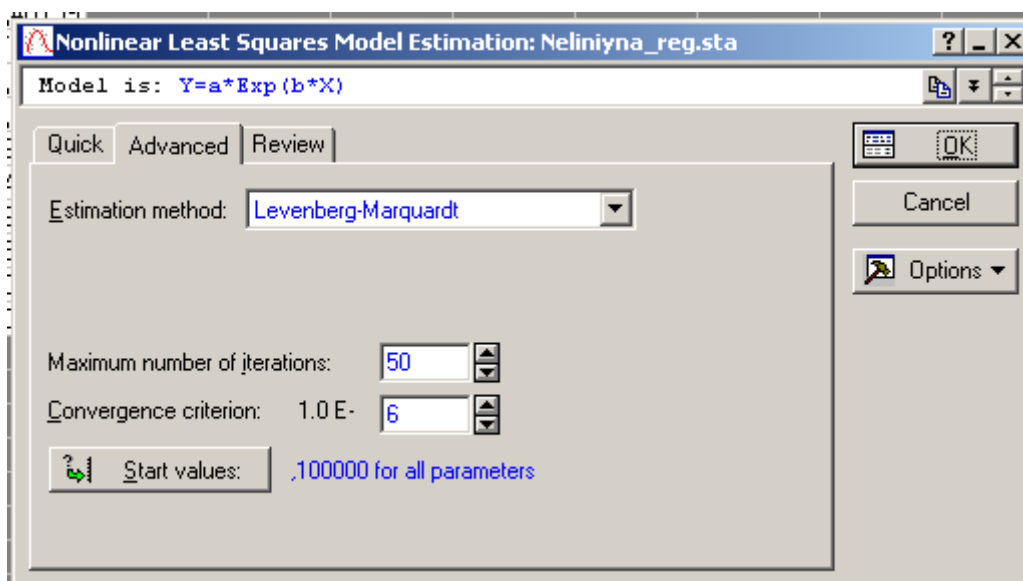 Nonlinear Least Squares Model Estimation: Neliniyna_reg.sta
Model is: Y=a*Exp(b*X)
Quick Advanced Review
OK
Estimation method: Levenberg-Marquardt
Cancel
Options
Maximum number of iterations: 50
Convergence criterion: 1.0 E- 6
Start values: ,100000 for all parameters